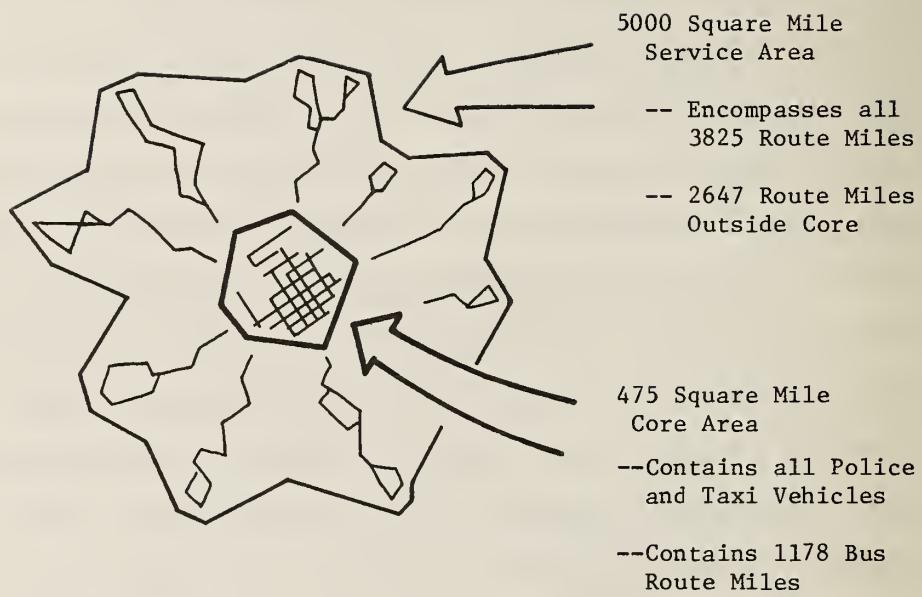 5000 Square Mile
Service Area
-- Encompasses all
3825 Route Miles
-- 2647 Route Miles
Outside Core
475 Square Mile
Core Area
--Contains all Police
and Taxi Vehicles
--Contains 1178 Bus
Route Miles